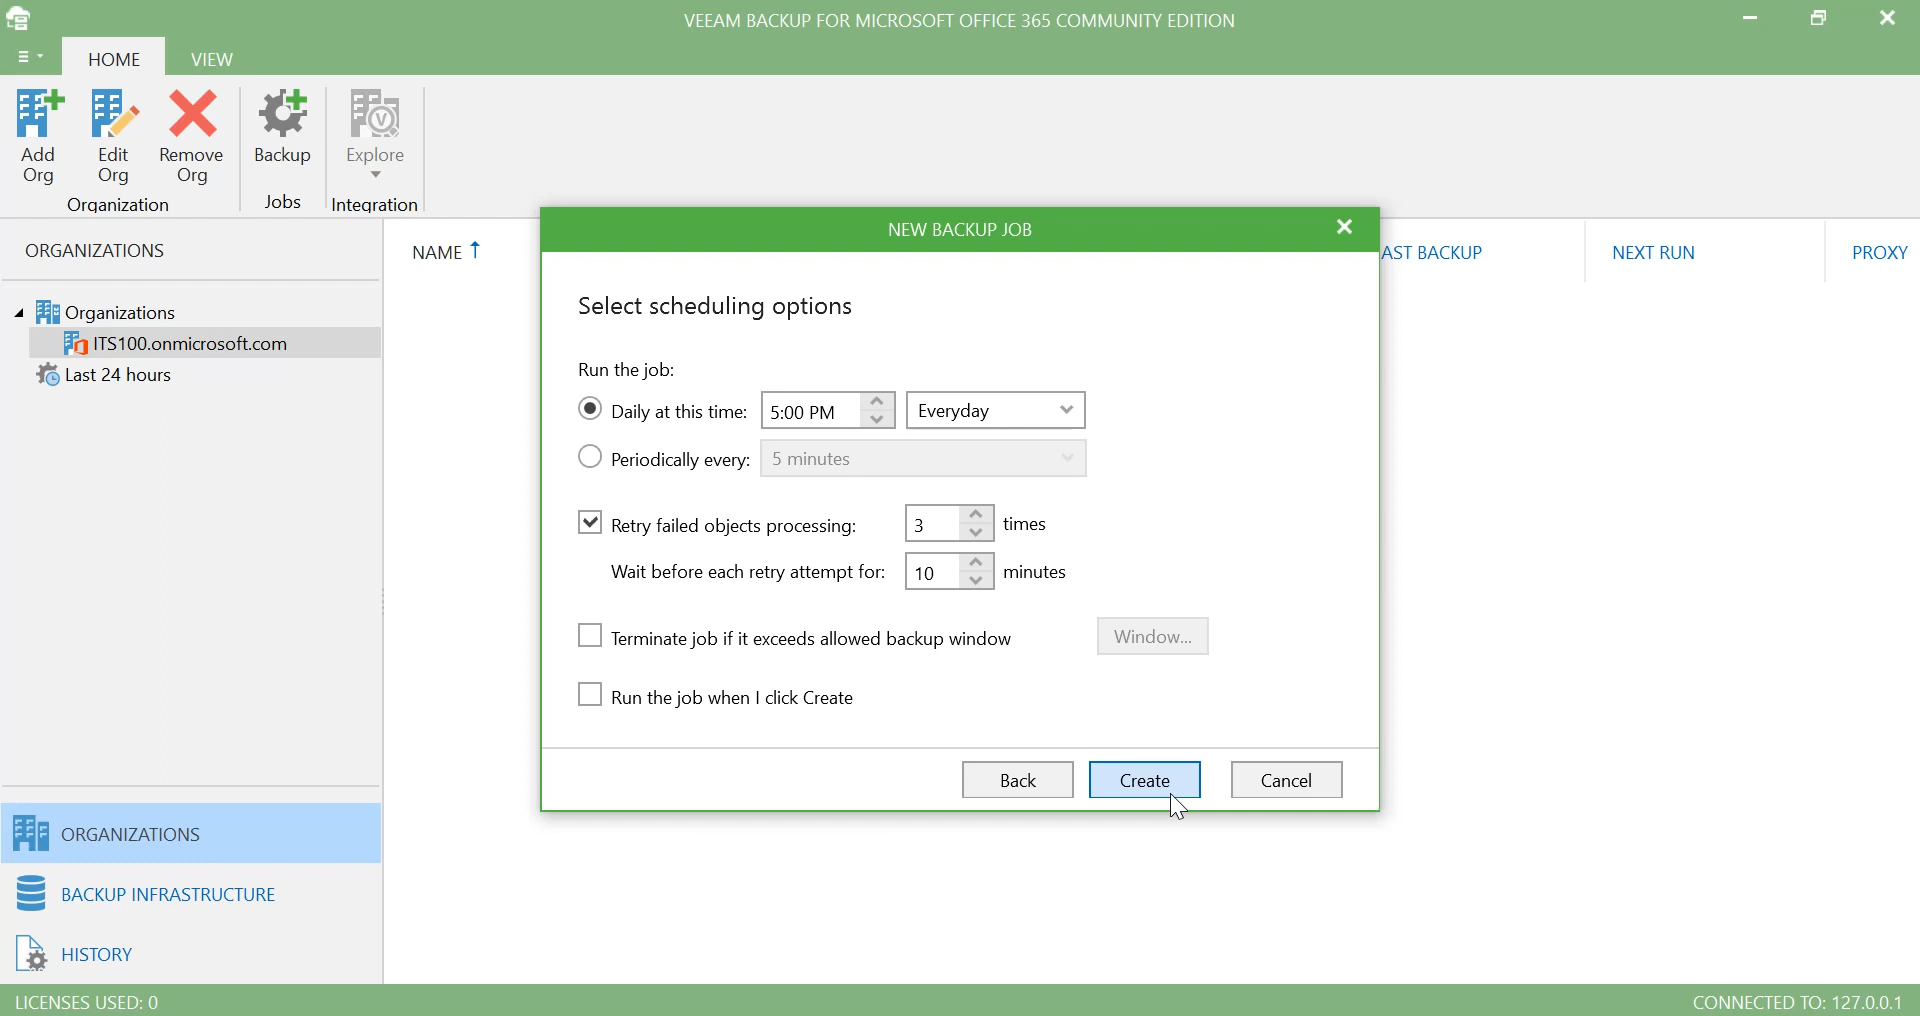 VEEAM BACKUP FOR MICROSOFT OFFICE 365 COMMUNITY EDITION
HOME VIEW
Add Org
Edit Org
Remove Org
Backup
Explore
Organization
Jobs
Integration
ORGANIZATIONS
Organizations
ITS100.onmicrosoft.com
Last 24 hours
ORGANIZATIONS
BACKUP INFRASTRUCTURE
HISTORY
NAME
AST BACKUP
NEXT RUN
PROXY
NEW BACKUP JOB
Select scheduling options
Run the job:
Daily at this time: 5:00 PM Everyday
Periodically every: 5 minutes
Retry failed objects processing: 3 times
Wait before each retry attempt for: 10 minutes
Terminate job if it exceeds allowed backup window Window...
Run the job when I click Create
Back Create Cancel
LICENSES USED: 0
CONNECTED TO: 127.0.0.1